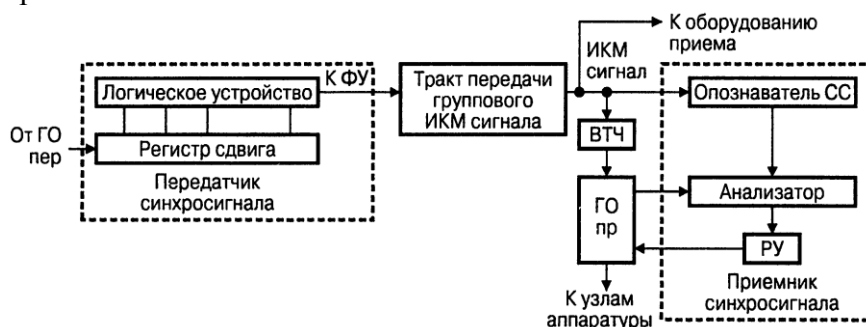 К оборудованию
приема
К ФУ
ИКМ
сигнал
Логическое устройство
Тракт передачи
группового
ИКМ сигнала
Опознаватель СС
От ГО
пер
Регистр сдвига
ВТЧ
Передатчик
синхросигнала
ГО
пр
Анализатор
РУ
Приемник
синхросигнала
К узлам
аппаратуры